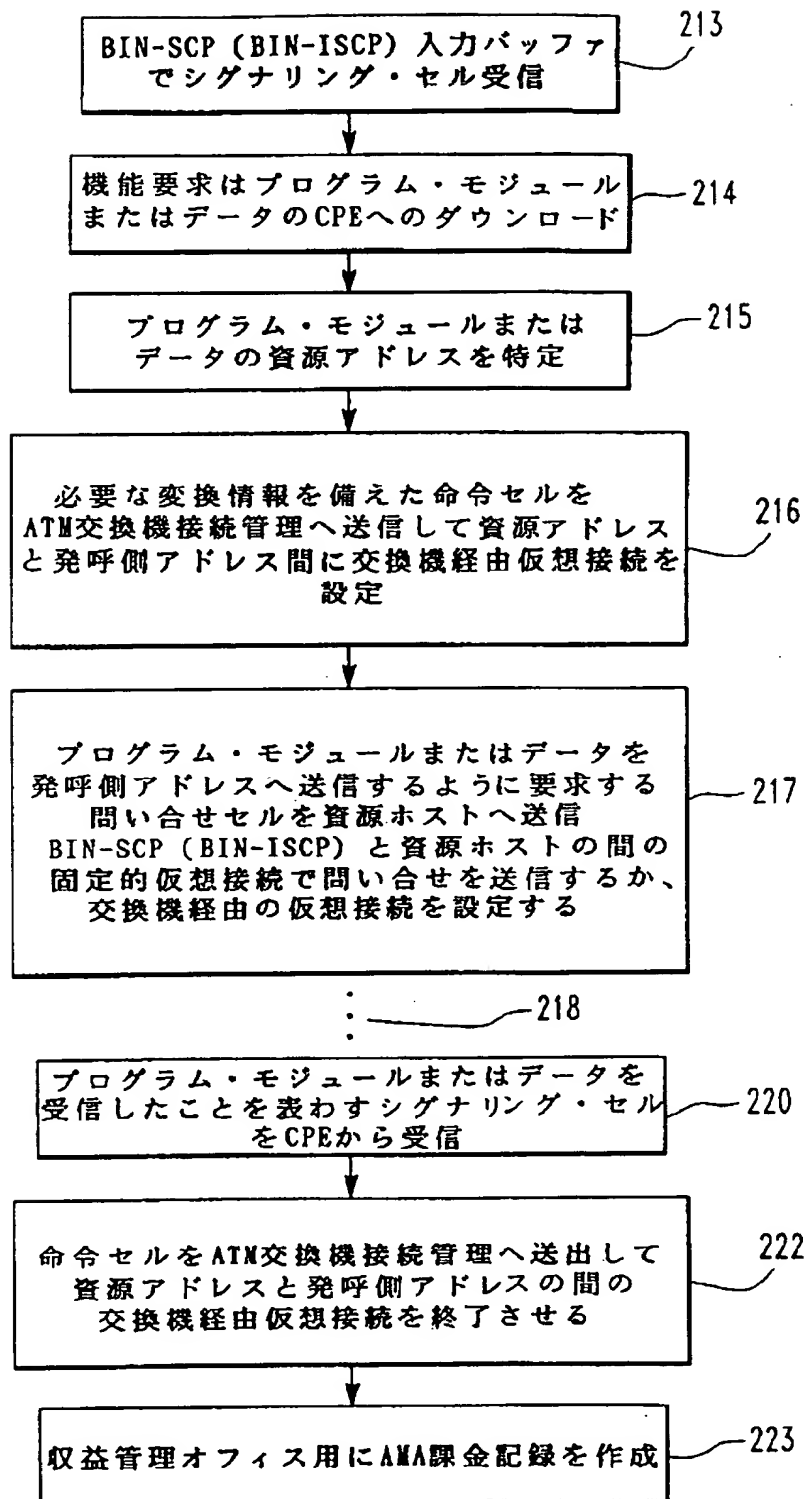 BIN-SCP (BIN-ISCP) 入力バッファ
でシグナリング・セル受信
213
機能要求はプログラム・モジュール
またはデータのCPEへのダウンロード
214
プログラム・モジュールまたは
データの資源アドレスを特定
215
必要な変換情報を備えた命令セルを
ATM交換機接続管理へ送信して資源アドレス
と発呼側アドレス間に交換機経由仮想接続を
設定
216
プログラム・モジュールまたはデータを
発呼側アドレスへ送信するように要求する
問い合せセルを資源ホストへ送信
BIN-SCP (BIN-ISCP) と資源ホストの間の
固定的仮想接続で問い合せを送信するか、
交換機経由の仮想接続を設定する
217
218
プログラム・モジュールまたはデータを
受信したことを表わすシグナリング・セル
をCPEから受信
220
命令セルをATM交換機接続管理へ送出して
資源アドレスと発呼側アドレスの間の
交換機経由仮想接続を終了させる
222
収益管理オフィス用にAMA課金記録を作成
223